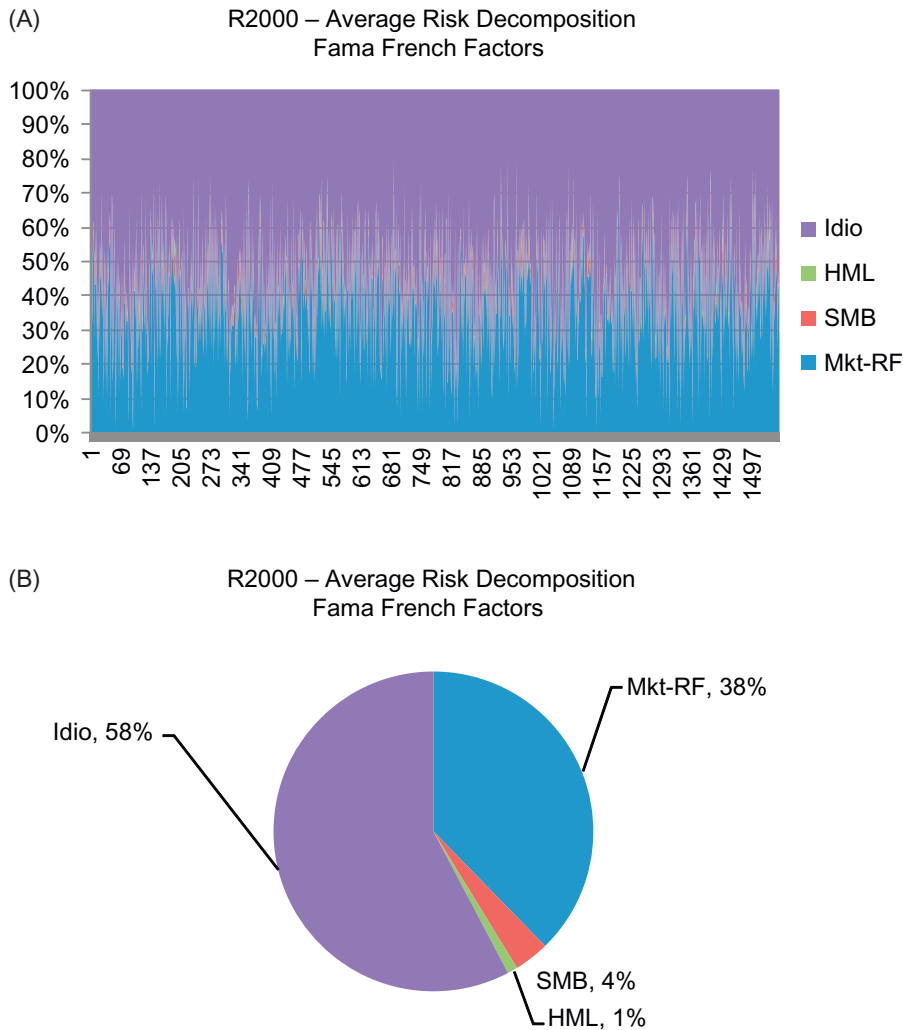 (A)
R2000 – Average Risk Decomposition
Fama French Factors
100%
90%
80%
70%
60%
50%
40%
30%
20%
10%
0%
1
69
137
205
273
341
409
477
545
613
681
749
817
885
953
1021
1089
1157
1225
1293
1361
1429
1497
Idio
HML
SMB
Mkt-RF
(B)
R2000 – Average Risk Decomposition
Fama French Factors
Mkt-RF, 38%
Idio, 58%
SMB, 4%
HML, 1%